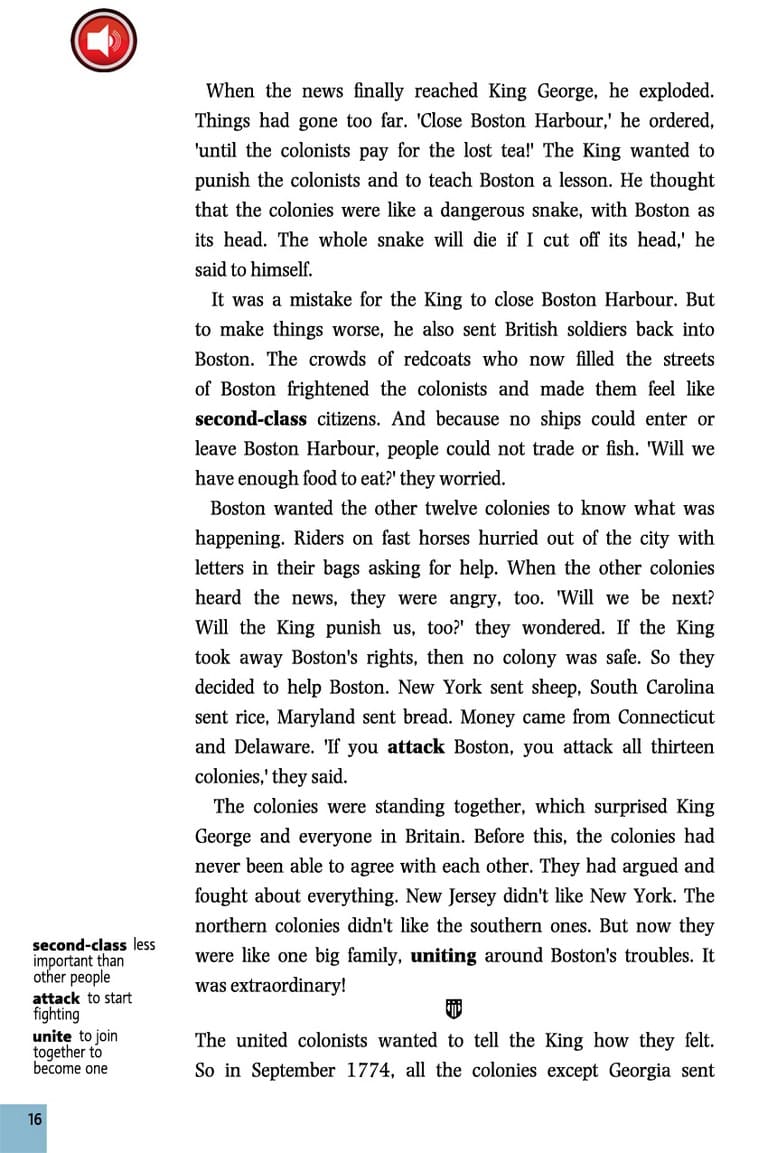 When the news finally reached King George, he exploded.
Things had gone too far. 'Close Boston Harbour,' he ordered,
'until the colonists pay for the lost tea!' The King wanted to
punish the colonists and to teach Boston a lesson. He thought
that the colonies were like a dangerous snake, with Boston as
its head. The whole snake will die if I cut off its head,' he
said to himself.
It was a mistake for the King to close Boston Harbour. But
to make things worse, he also sent British soldiers back into
Boston. The crowds of redcoats who now filled the streets
of Boston frightened the colonists and made them feel like
second-class citizens. And because no ships could enter or
leave Boston Harbour, people could not trade or fish. 'Will we
have enough food to eat?' they worried.
Boston wanted the other twelve colonies to know what was
happening. Riders on fast horses hurried out of the city with
letters in their bags asking for help. When the other colonies
heard the news, they were angry, too. 'Will we be next?
Will the King punish us, too?' they wondered. If the King
took away Boston's rights, then no colony was safe. So they
decided to help Boston. New York sent sheep, South Carolina
sent rice, Maryland sent bread. Money came from Connecticut
and Delaware. 'If you attack Boston, you attack all thirteen
colonies,' they said.
The colonies were standing together, which surprised King
George and everyone in Britain. Before this, the colonies had
never been able to agree with each other. They had argued and
fought about everything. New Jersey didn't like New York. The
northern colonies didn't like the southern ones. But now they
were like one big family, uniting around Boston's troubles. It
was extraordinary!
The united colonists wanted to tell the King how they felt.
So in September 1774, all the colonies except Georgia sent
second-class less
important than
other people
attack to start
fighting
unite to join
together to
become one
16